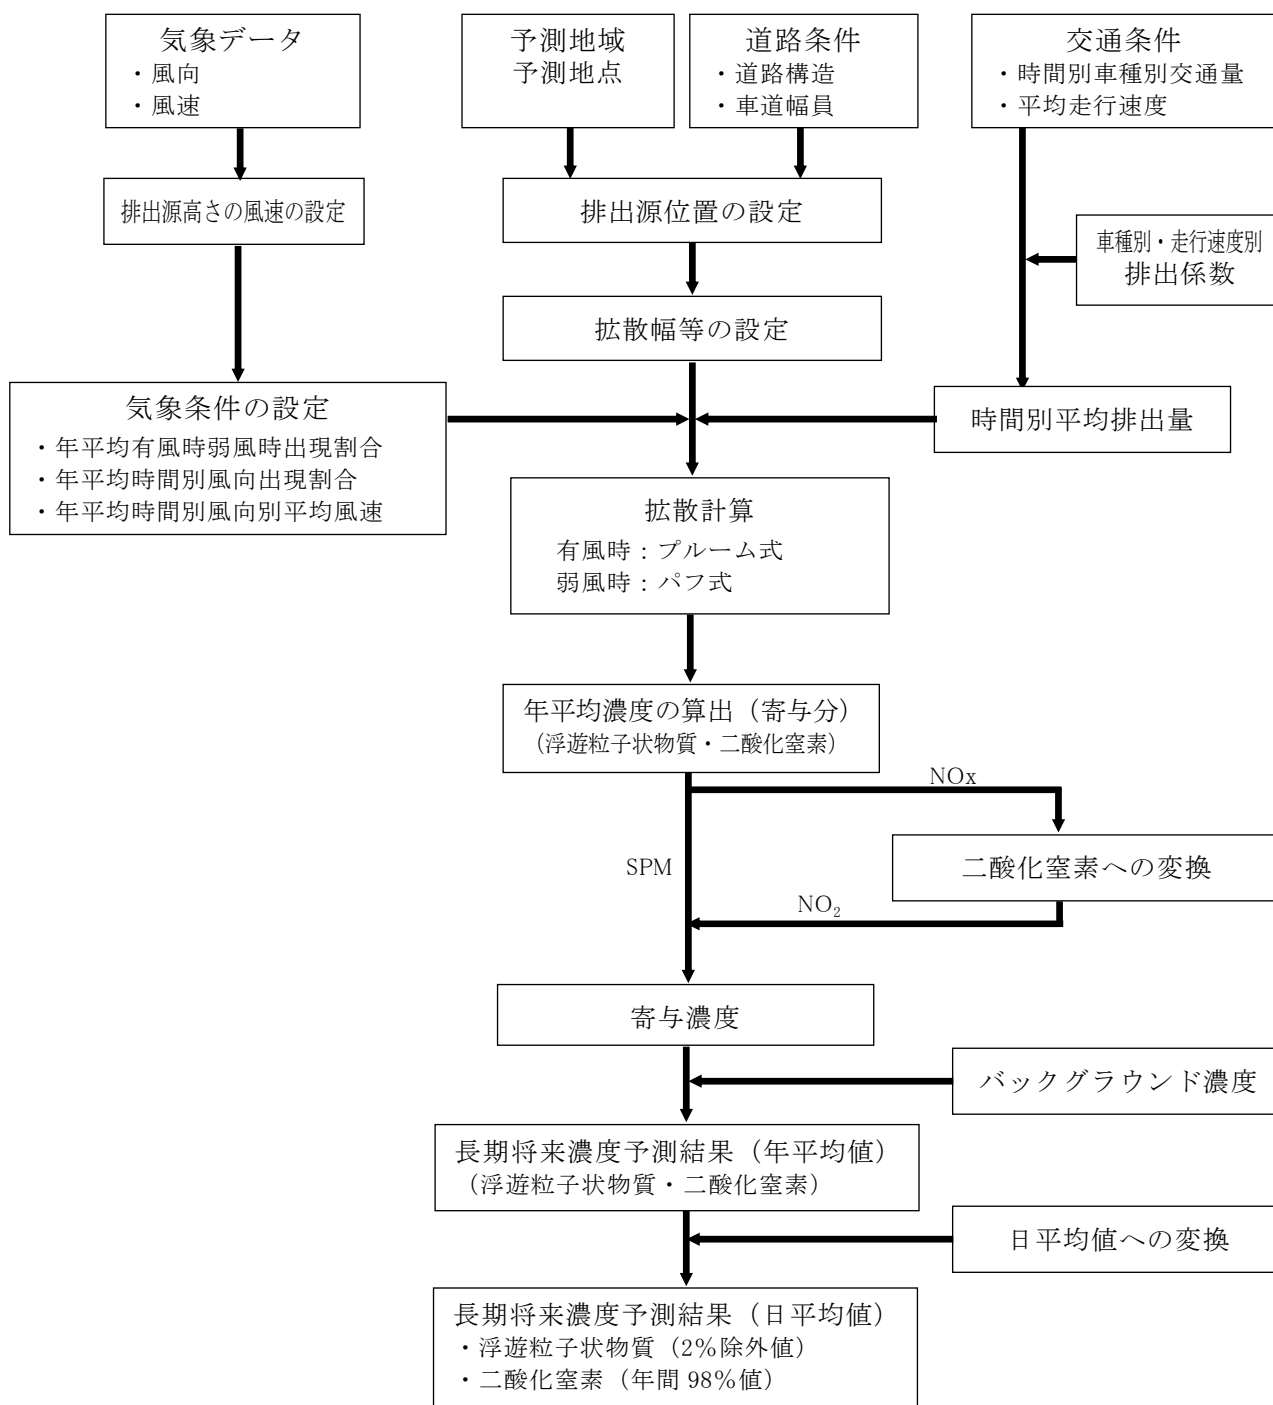 気象データ
・風向
・風速
予測地域
予測地点
道路条件
・道路構造
・車道幅員
交通条件
・時間別車種別交通量
・平均走行速度
排出源高さの風速の設定
排出源位置の設定
車種別・走行速度別
排出係数
拡散幅等の設定
気象条件の設定
・年平均有風時弱風時出現割合
・年平均時間別風向出現割合
・年平均時間別風向別平均風速
時間別平均排出量
拡散計算
有風時：プルーム式
弱風時：パフ式
年平均濃度の算出（寄与分）
（浮遊粒子状物質・二酸化窒素）
NOx
SPM
二酸化窒素への変換
NO₂
寄与濃度
バックグラウンド濃度
長期将来濃度予測結果（年平均値）
（浮遊粒子状物質・二酸化窒素）
日平均値への変換
長期将来濃度予測結果（日平均値）
・浮遊粒子状物質（2％除外値）
・二酸化窒素（年間 98％値）